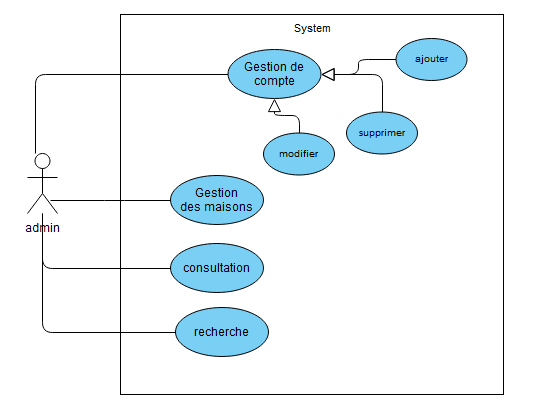 System
Gestion de
compte
ajouter
supprimer
modifier
admin
Gestion
des maisons
consultation
recherche